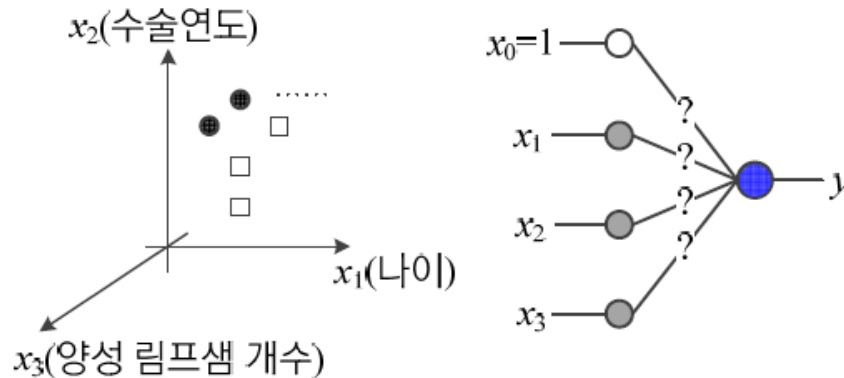 x₂(수술연도)
x₁(나이)
x₃(양성 림프샘 개수)
x₀=1
?
x₁
?
x₂
?
x₃
?
y